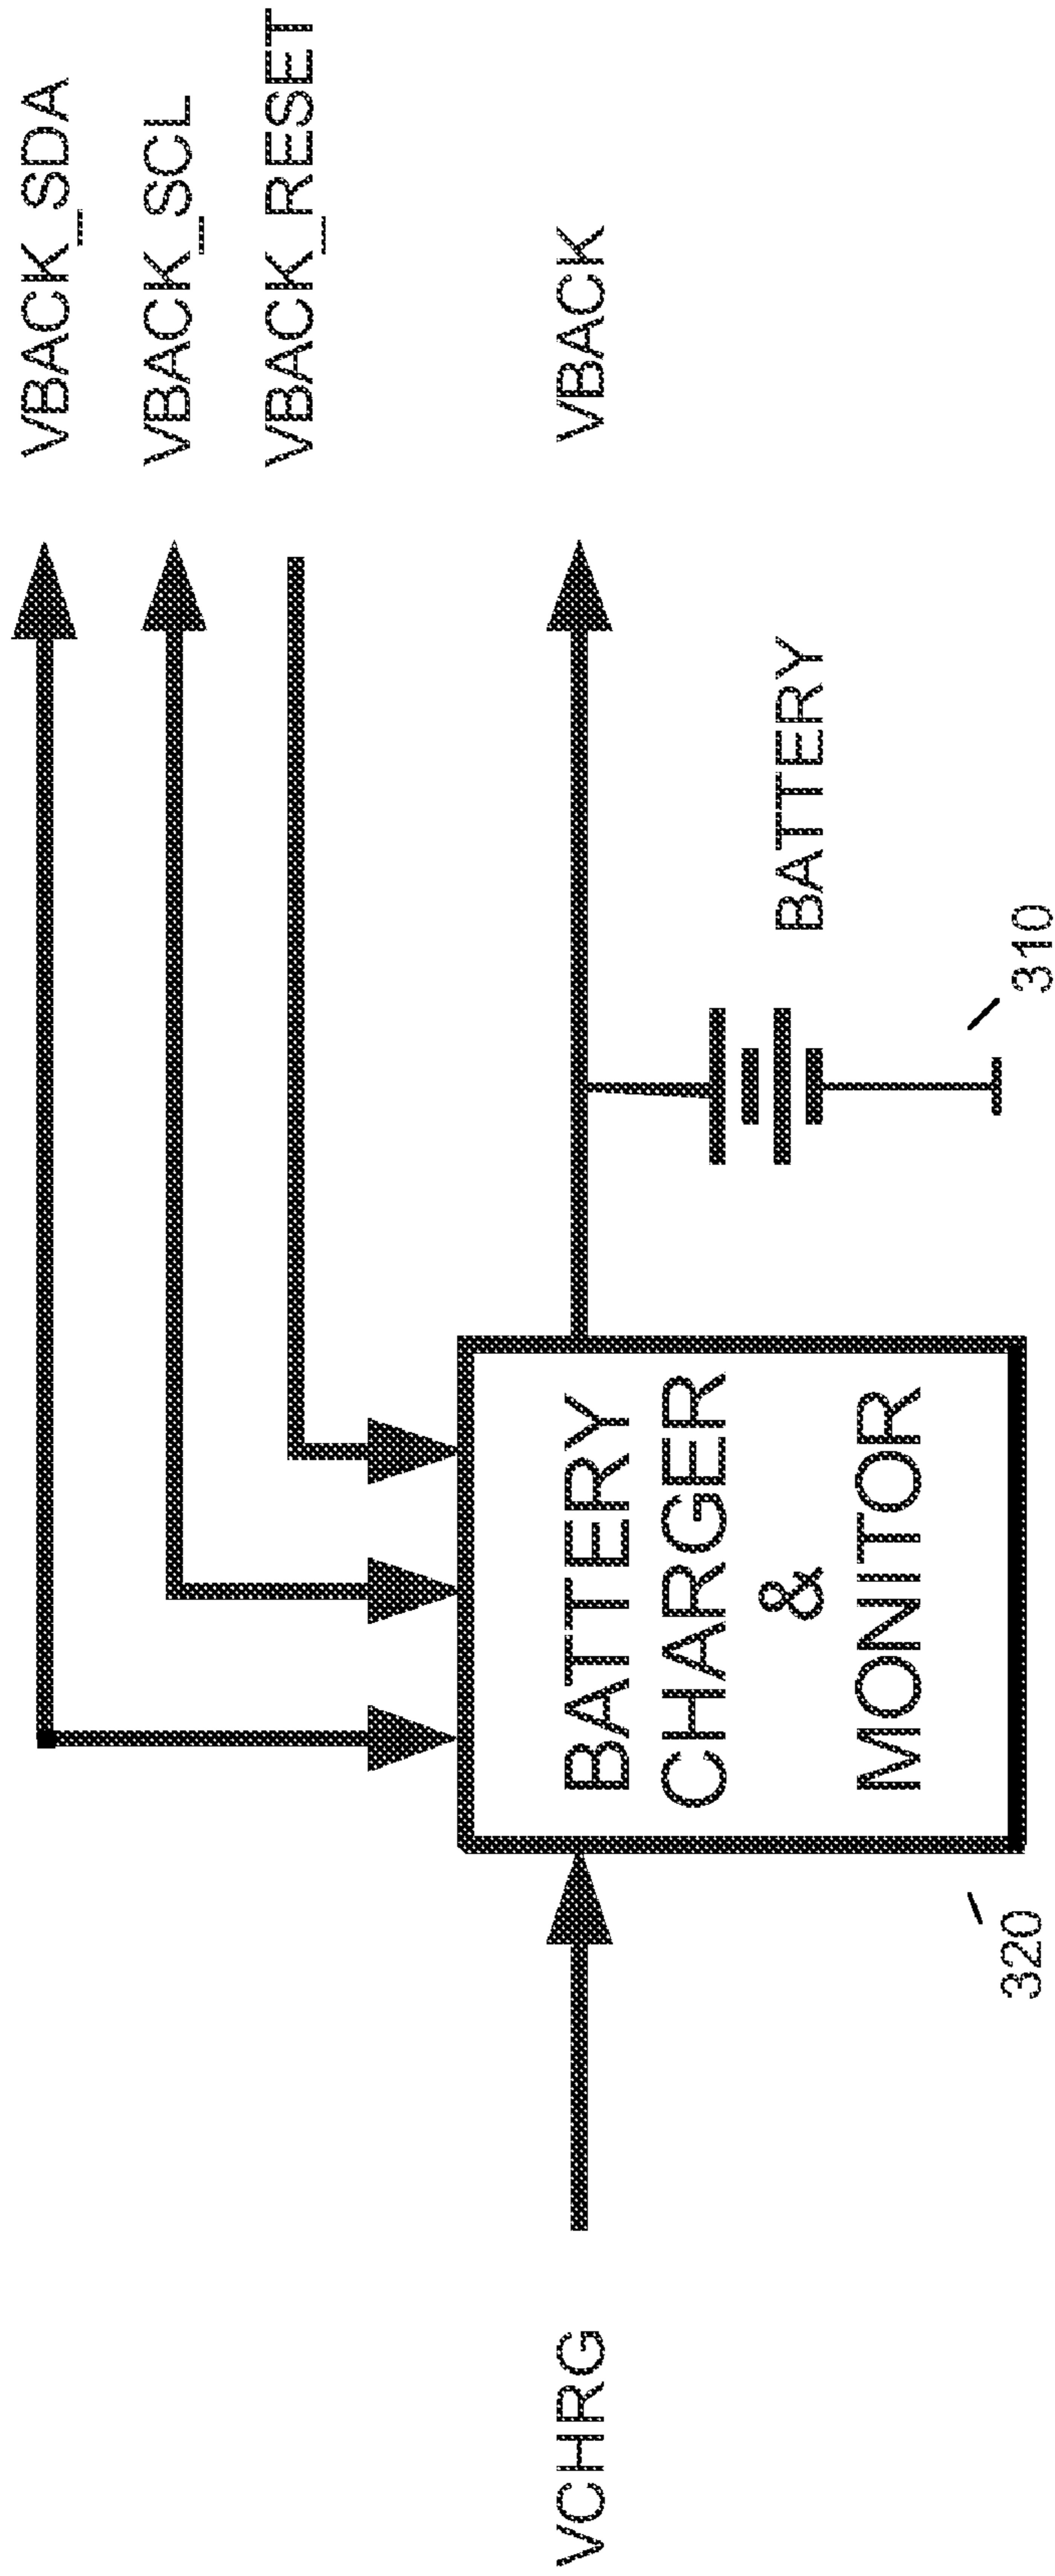 VBACK_SDA
VBACK_SCL
VBACK_RESET
VCHRG
BATTERY
CHARGER
&
MONITOR
VBACK
BATTERY
320
310